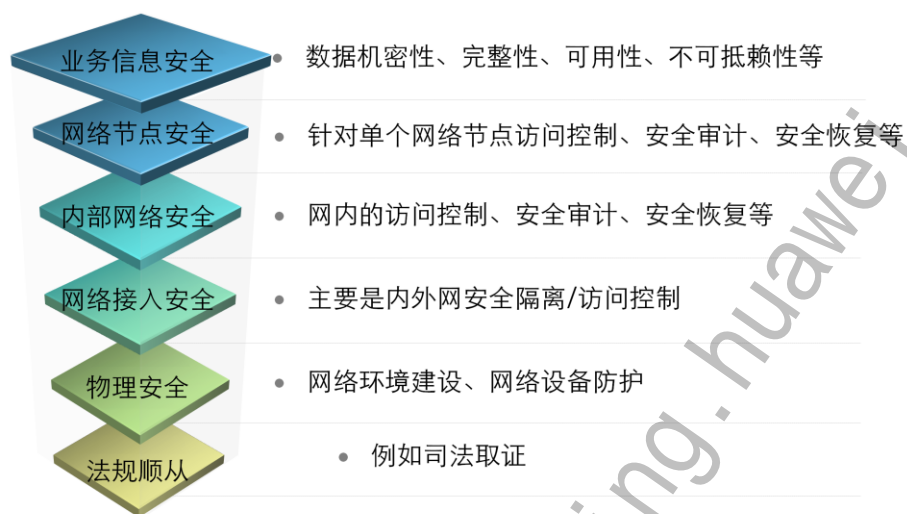 业务信息安全
• 数据机密性、完整性、可用性、不可抵赖性等
网络节点安全
• 针对单个网络节点访问控制、安全审计、安全恢复等
内部网络安全
• 网内的访问控制、安全审计、安全恢复等
网络接入安全
• 主要是内外网安全隔离/访问控制
物理安全
• 网络环境建设、网络设备防护
法规顺从
• 例如司法取证
ing.huawei